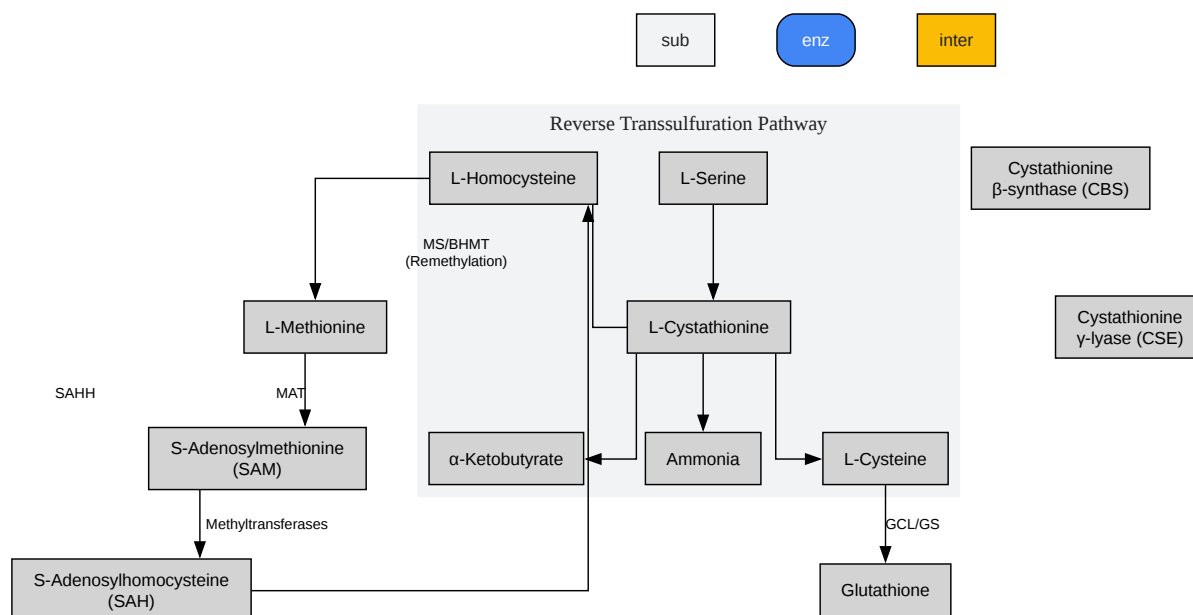 sub
enz
inter
Reverse Transsulfuration Pathway
L-Homocysteine
L-Serine
Cystathionine
β-synthase (CBS)
MS/BHMT
(Remethylation)
L-Methionine
L-Cystathionine
Cystathionine
γ-lyase (CSE)
SAHH
MAT
S-Adenosylmethionine
(SAM)
α-Ketobutyrate
Ammonia
L-Cysteine
Methyltransferases
GCL/GS
S-Adenosylhomocysteine
(SAH)
Glutathione